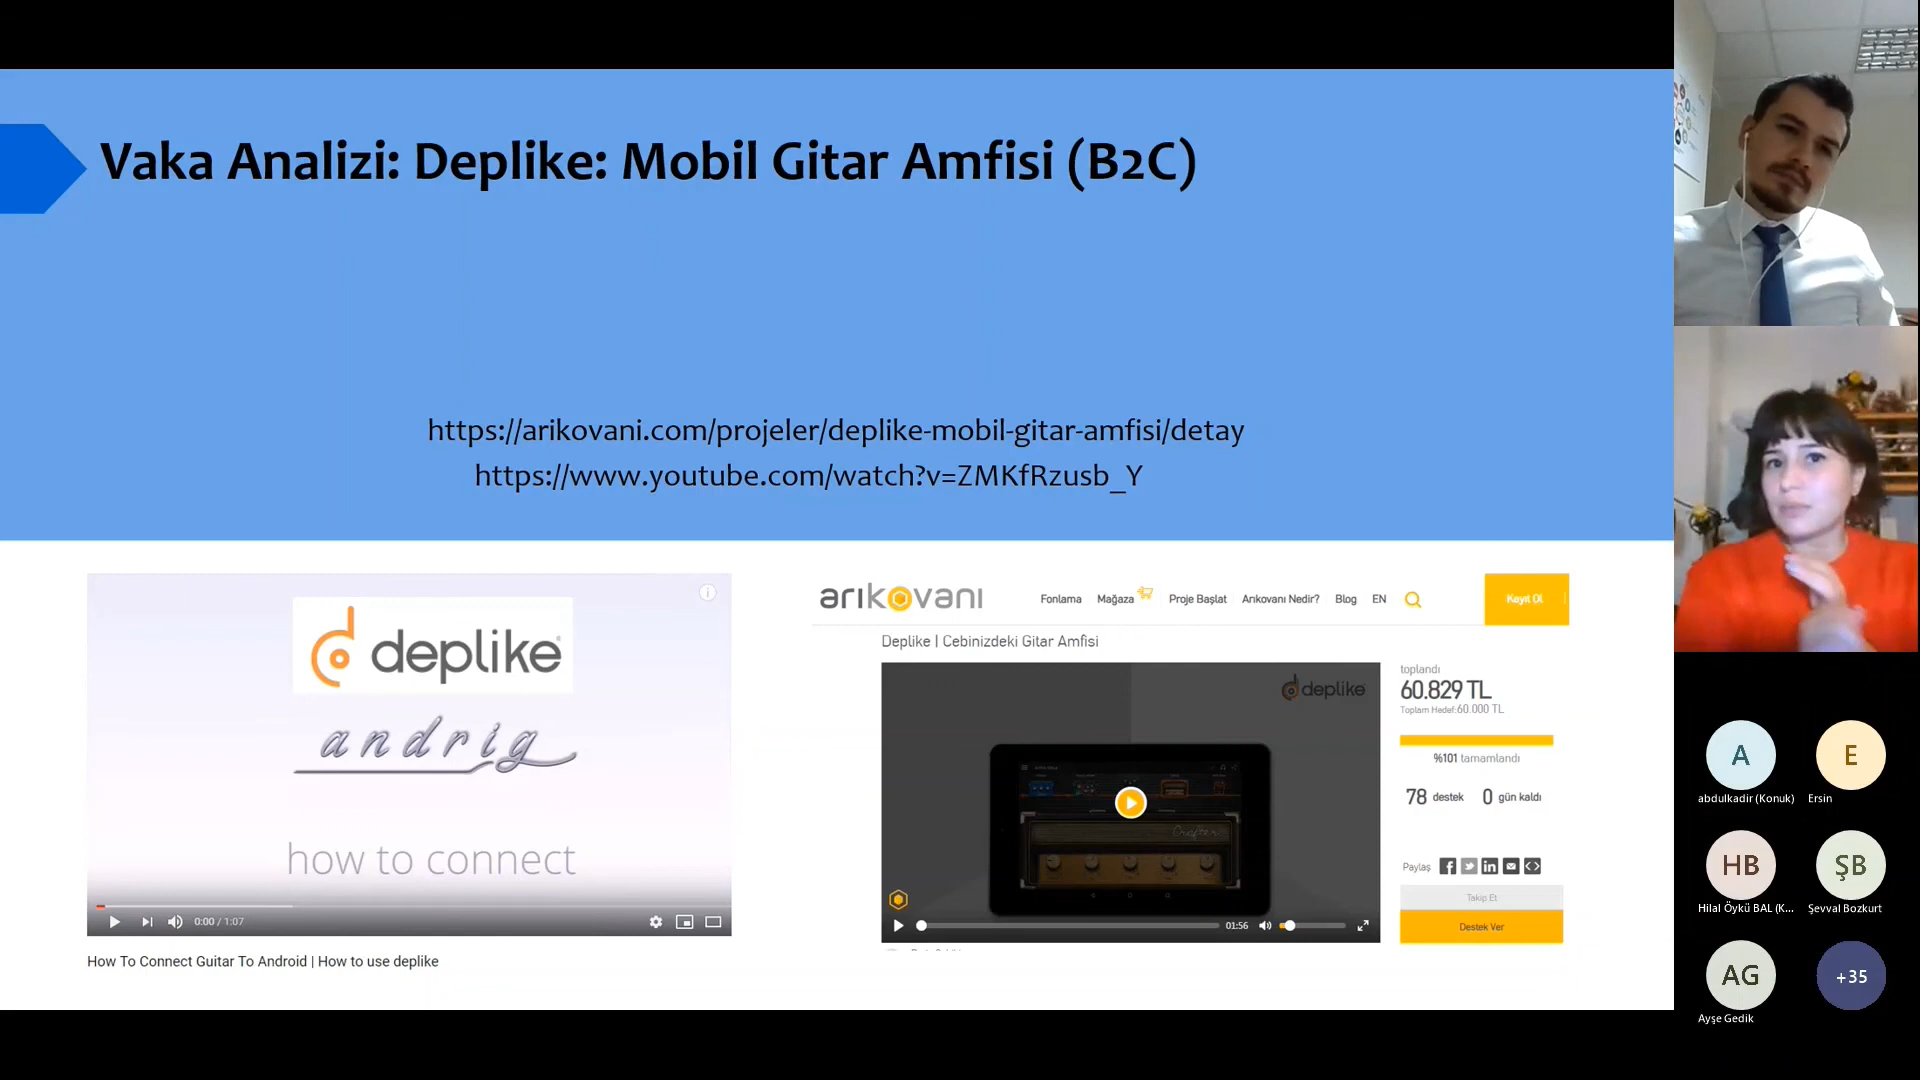 Vaka Analizi: Deplike: Mobil Gitar Amfisi (B2C)
https://arikovani.com/projeler/deplike-mobil-gitar-amfisi/detay
https://www.youtube.com/watch?v=ZMKfRzusb_Y
deplike
andrig
how to connect
0:00 / 1:07
How To Connect Guitar To Android | How to use deplike
arıkovanı
Fonlama Mağaza Proje Başlat Arıkovanı Nedir? Blog EN
Kayıt Ol
Deplike | Cebinizdeki Gitar Amfisi
deplike
Crafter
01:56
toplandı
60.829 TL
Toplam Hedef:60.000 TL
%101 tamamlandı
78 destek 0 gün kaldı
Paylaş
Takip Et
Destek Ver
A
abdulkadir (Konuk)
E
Ersin
HB
Hilal Öykü BAL (K...
ŞB
Şevval Bozkurt
AG
Ayşe Gedik
+35